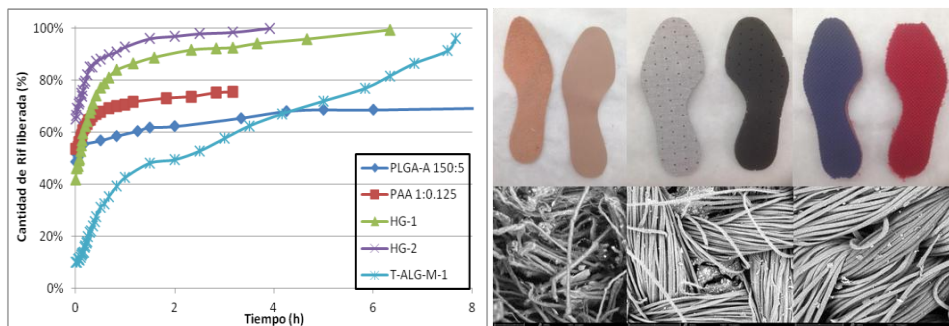 100%
80%
60%
40%
20%
0%
Cantidad de Rif liberada (%)
PLGA-A 150:5
PAA 1:0.125
HG-1
HG-2
T-ALG-M-1
0 2 4 6 8
Tiempo (h)